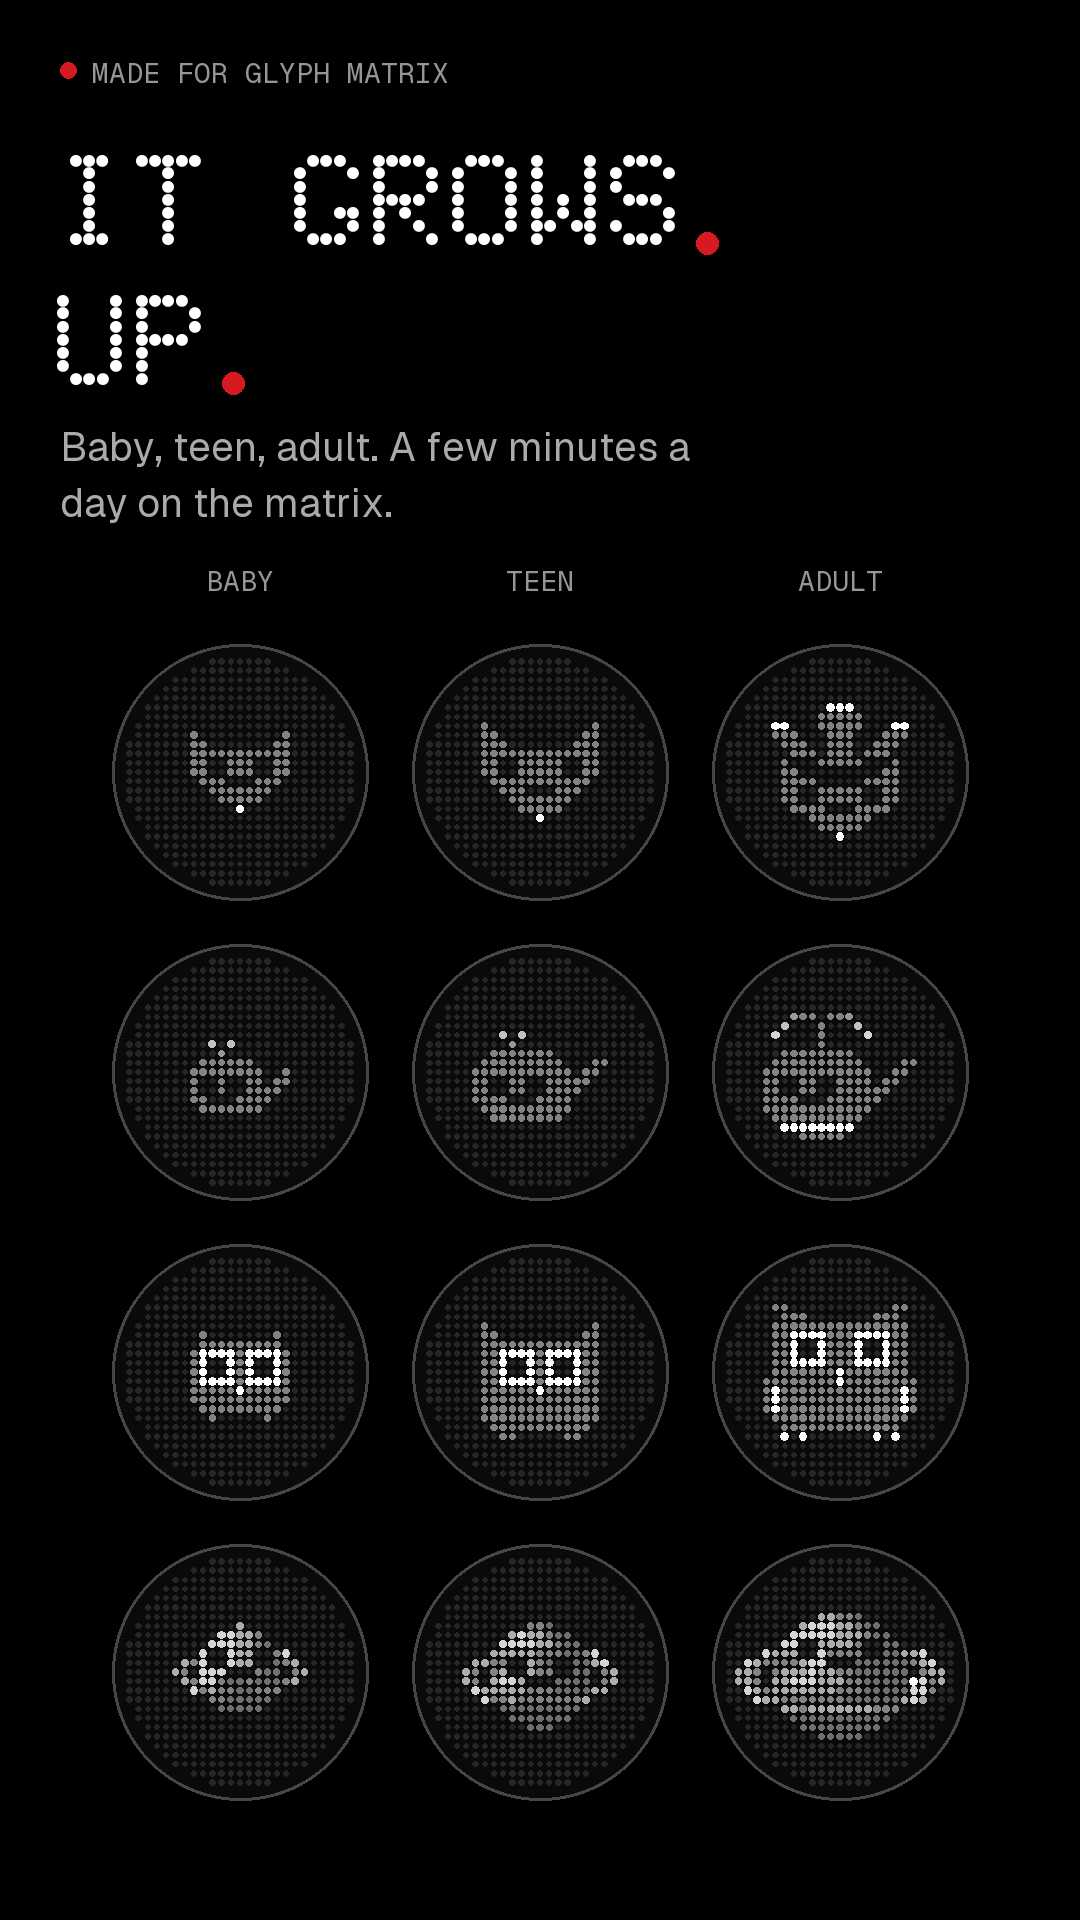 MADE FOR GLYPH MATRIX
IT GROWS.
UP.
Baby, teen, adult. A few minutes a
day on the matrix.
BABY TEEN ADULT